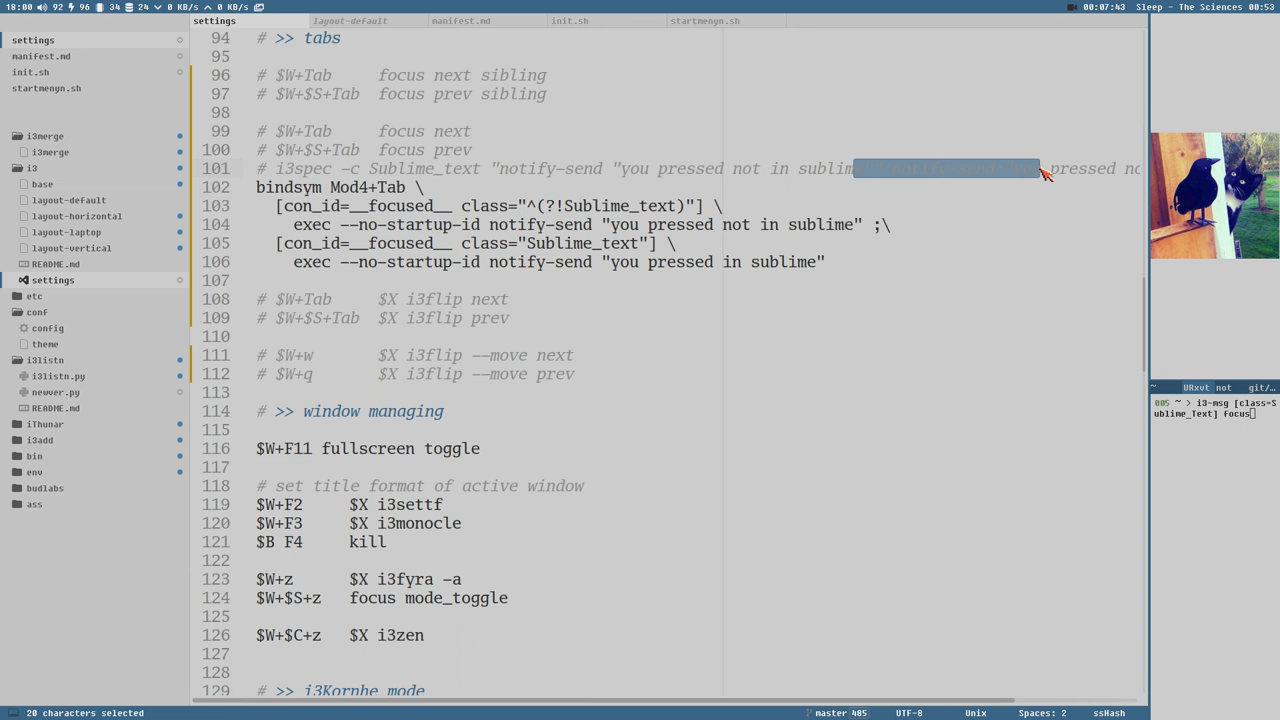 18:00 92 96 34 24 0 KB/s 0 KB/s
00:07:43 Sleep - The Sciences 00:53
settings layout-default manifest.md init.sh startmenyn.sh
settings
manifest.md
init.sh
startmenyn.sh
i3merge
i3merge
i3
base
layout-default
layout-horizontal
layout-laptop
layout-vertical
README.md
settings
etc
conf
config
theme
i3listn
i3listn.py
newver.py
README.md
iThunar
i3add
bin
env
budlabs
ass
94 # >> tabs
95
96 # $W+Tab focus next sibling
97 # $W+$S+Tab focus prev sibling
98
99 # $W+Tab focus next
100 # $W+$S+Tab focus prev
101 # i3spec -c Sublime_text "notify-send "you pressed not in sublime" "notify-send "you pressed no
102 bindsym Mod4+Tab \
103 [con_id=__focused__ class="^(?!Sublime_text)"] \
104 exec --no-startup-id notify-send "you pressed not in sublime" ;\
105 [con_id=__focused__ class="Sublime_text"] \
106 exec --no-startup-id notify-send "you pressed in sublime"
107
108 # $W+Tab $X i3flip next
109 # $W+$S+Tab $X i3flip prev
110
111 # $W+w $X i3flip --move next
112 # $W+q $X i3flip --move prev
113
114 # >> window managing
115
116 $W+F11 fullscreen toggle
117
118 # set title format of active window
119 $W+F2 $X i3settf
120 $W+F3 $X i3monocle
121 $B F4 kill
122
123 $W+z $X i3fyra -a
124 $W+$S+z focus mode_toggle
125
126 $W+$C+z $X i3zen
127
128
129 # >> i3Kornhe mode
~ URxvt not git/…
005 ~ > i3-msg [class=S
ublime_Text] focus
20 characters selected master 485 UTF-8 Unix Spaces: 2 ssHash